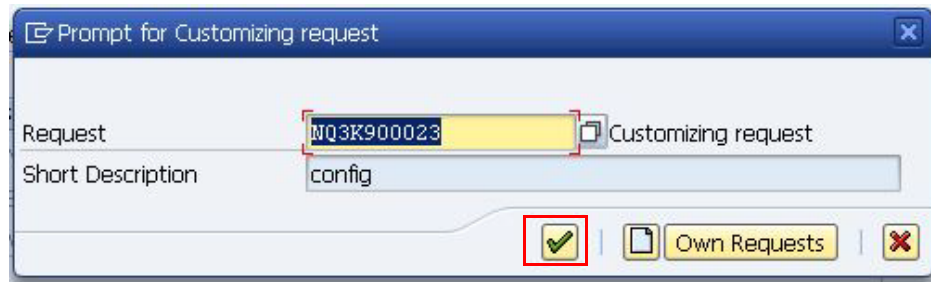 Prompt for Customizing request
Request NQ3K900023 Customizing request
Short Description config
Own Requests